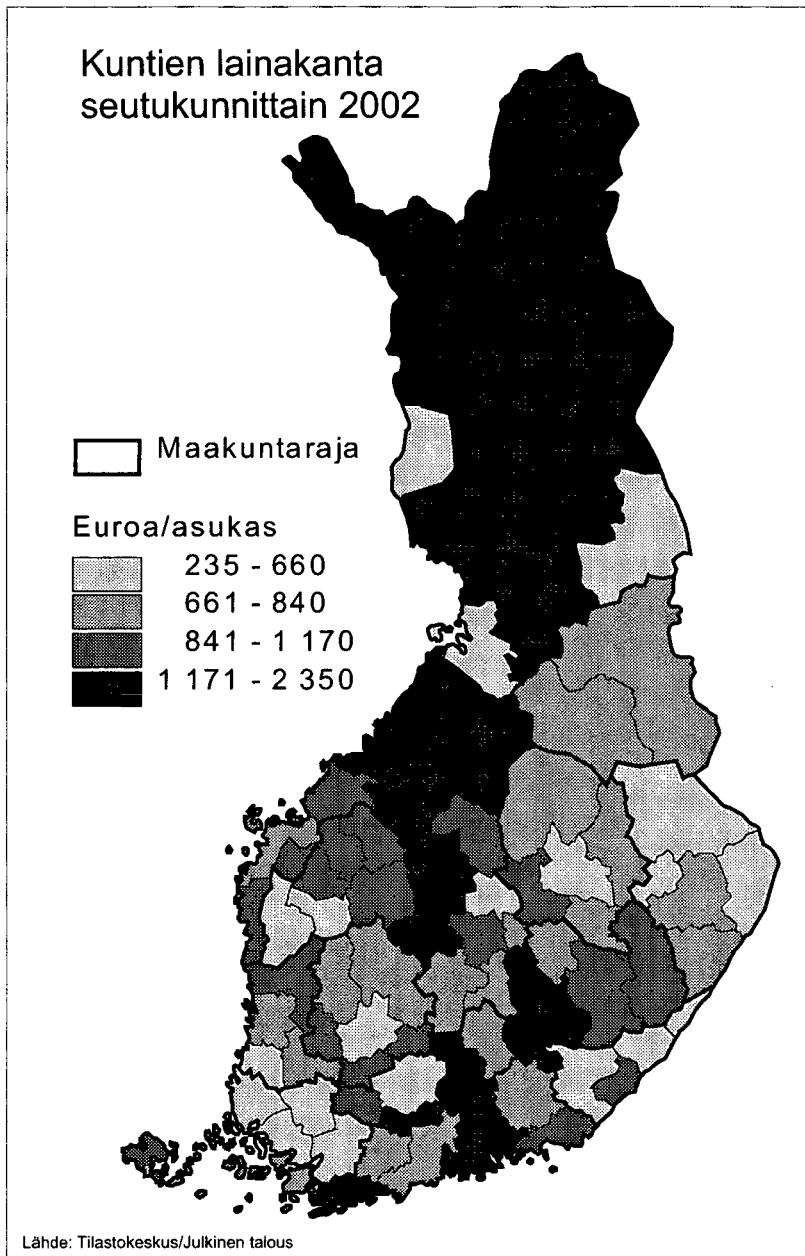 Kuntien lainakanta
seutukunnittain 2002
Maakuntaraja
Euroa/asukas
235 - 660
661 - 840
841 - 1 170
1 171 - 2 350
Lähde: Tilastokeskus/Julkinen talous